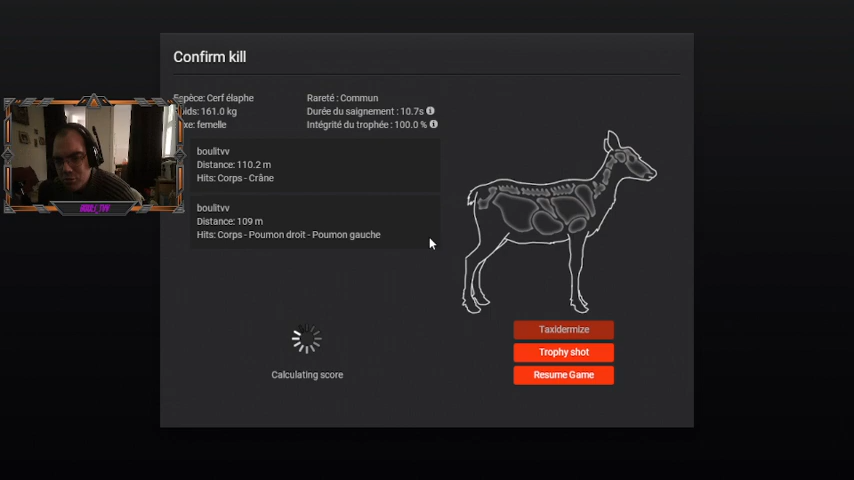 Confirm kill
Espèce: Cerf élaphe
Rareté : Commun
oids: 161.0 kg
Durée du saignement : 10.7s
exe: femelle
Intégrité du trophée : 100.0 %
boulitvv
Distance: 110.2 m
Hits: Corps - Crâne
boulitvv
Distance: 109 m
Hits: Corps - Poumon droit - Poumon gauche
Calculating score
Taxidermize
Trophy shot
Resume Game